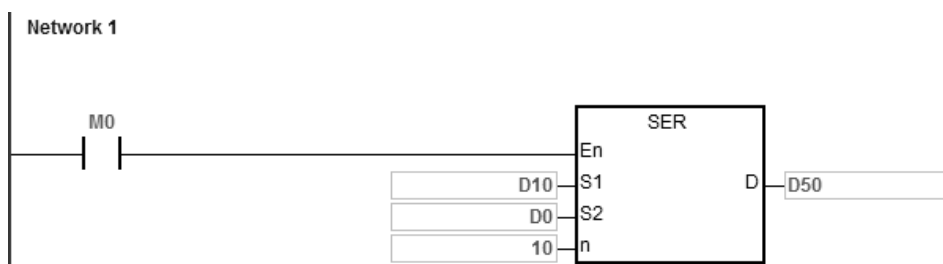 Network 1
M0
SER
En
D10 S1 D D50
D0 S2
10 n